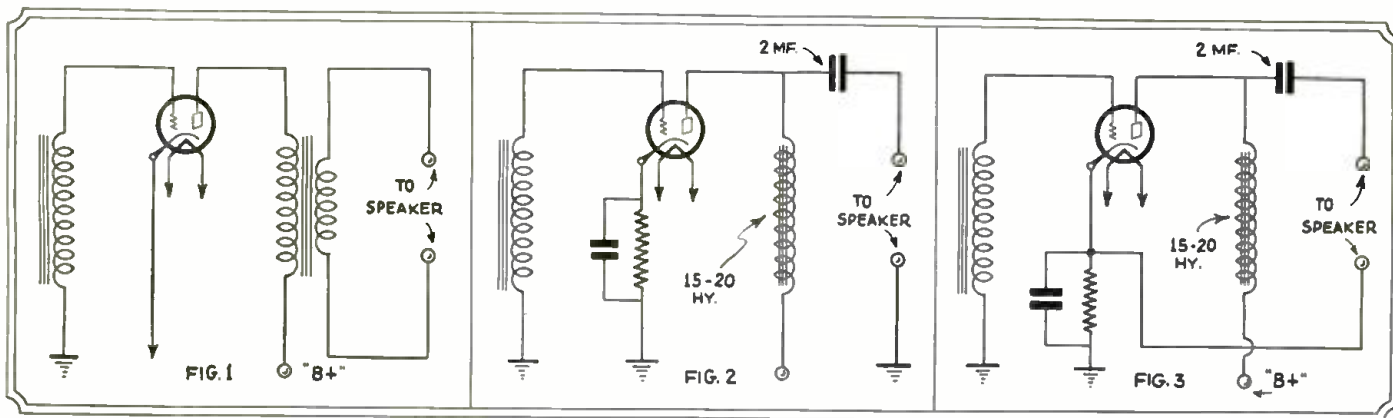 TO
SPEAKER
FIG. 1
"B+"
2 MF.
15-20
HY.
TO
SPEAKER
FIG. 2
2 MF.
15-20
HY.
TO
SPEAKER
FIG. 3
"B+"